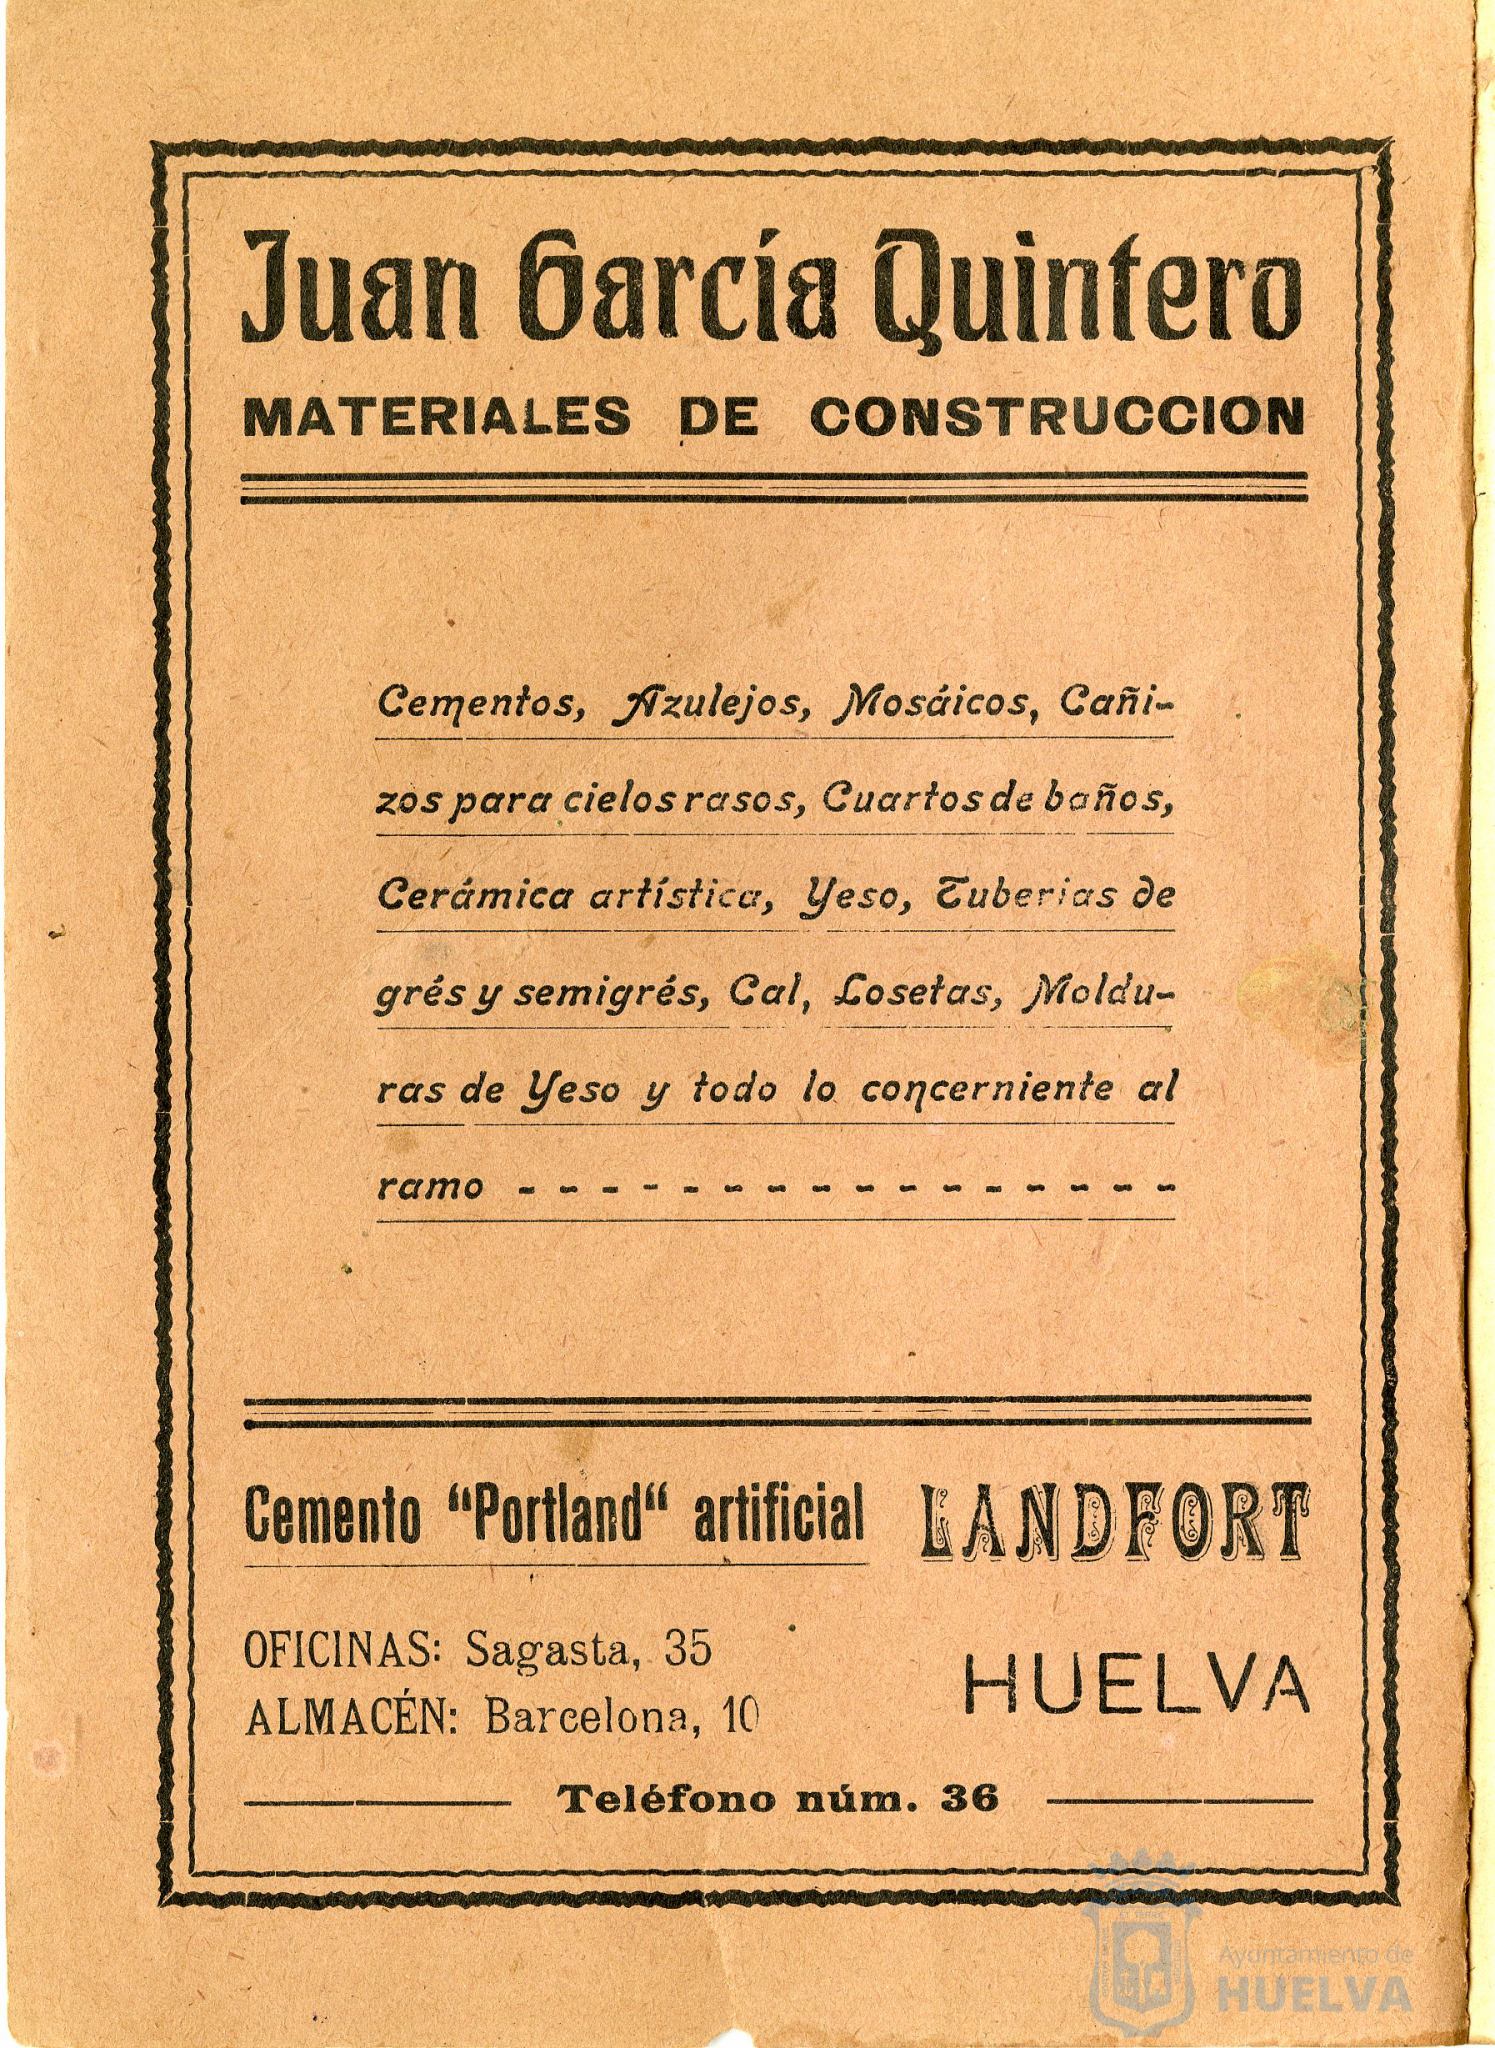 Juan García Quintero
MATERIALES DE CONSTRUCCION
Cementos, Azulejos, Mosáicos, Cañi-
zos para cielos rasos, Cuartos de baños,
Cerámica artística, Yeso, Tuberias de
grés y semigrés, Cal, Losetas, Moldu-
ras de Yeso y todo lo concerniente al
ramo - - - - - - - - - - - - - - - -
Cemento “Portland“ artificial LANDFORT
OFICINAS: Sagasta, 35
ALMACÉN: Barcelona, 10
HUELVA
Teléfono núm. 36
Ayuntamiento de
HUELVA